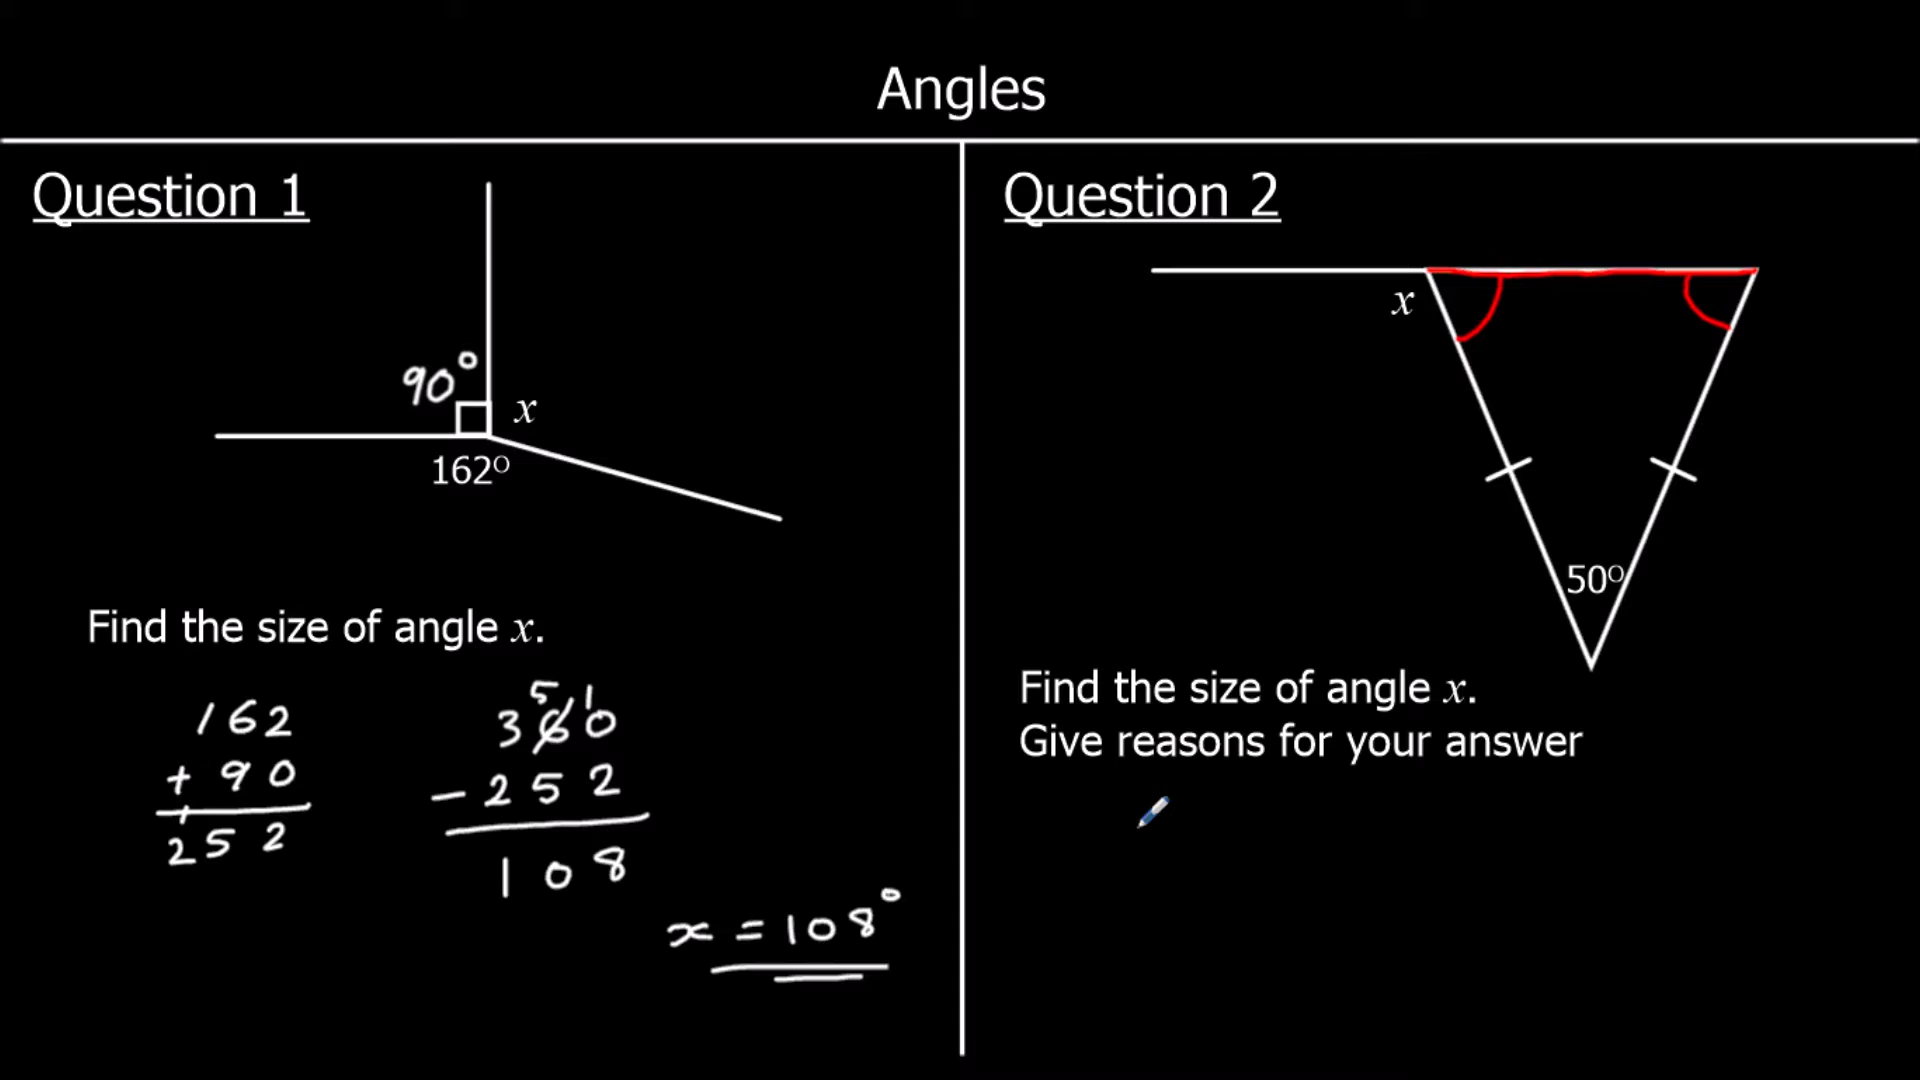 Angles
Question 1
90°
x
162°
Find the size of angle x.
162
+ 90
1
252
5 1
360
- 252
108
x = 108°
Question 2
x
50°
Find the size of angle x.
Give reasons for your answer